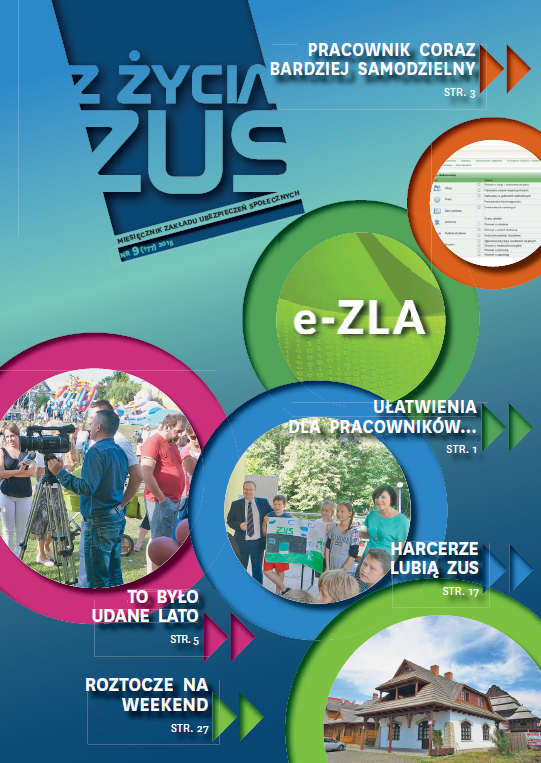 PRACOWNIK CORAZ
BARDZIEJ SAMODZIELNY
STR. 3
Z ŻYCIA
ZUS
MIESIĘCZNIK ZAKŁADU UBEZPIECZEŃ SPOŁECZNYCH
NR 9 (177) 2015
e-ZLA
UŁATWIENIA
DLA PRACOWNIKÓW...
STR. 1
ZUS
HARCERZE
LUBIĄ ZUS
STR. 17
TO BYŁO
UDANE LATO
STR. 5
ROZTOCZE NA
WEEKEND
STR. 27